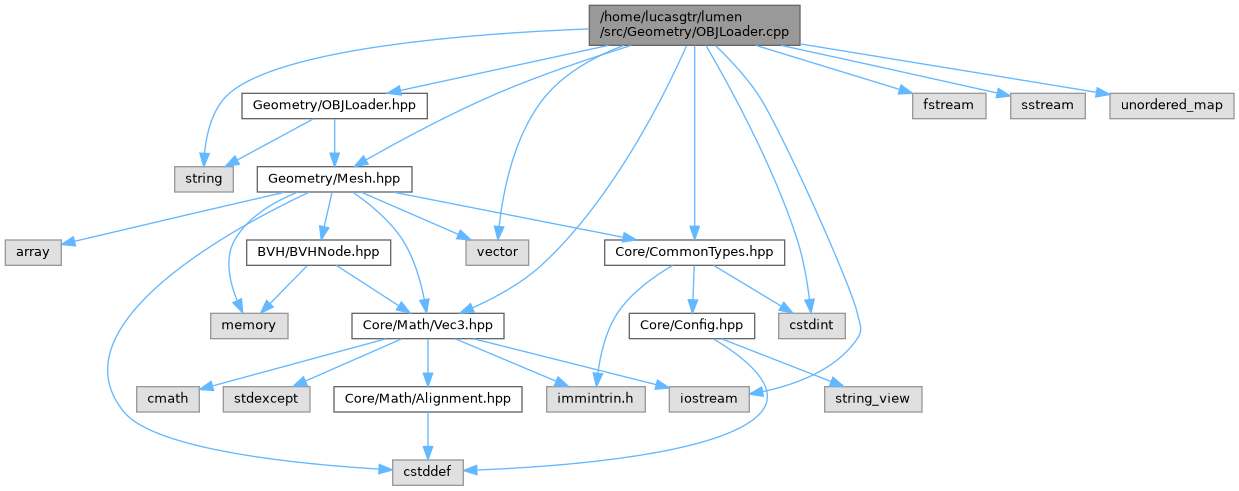 /home/lucasgtr/lumen
/src/Geometry/OBJLoader.cpp
Geometry/OBJLoader.hpp
fstream
sstream
unordered_map
string
Geometry/Mesh.hpp
array
BVH/BVHNode.hpp
vector
Core/CommonTypes.hpp
memory
Core/Math/Vec3.hpp
Core/Config.hpp
cstdint
cmath
stdexcept
Core/Math/Alignment.hpp
immintrin.h
iostream
string_view
cstddef